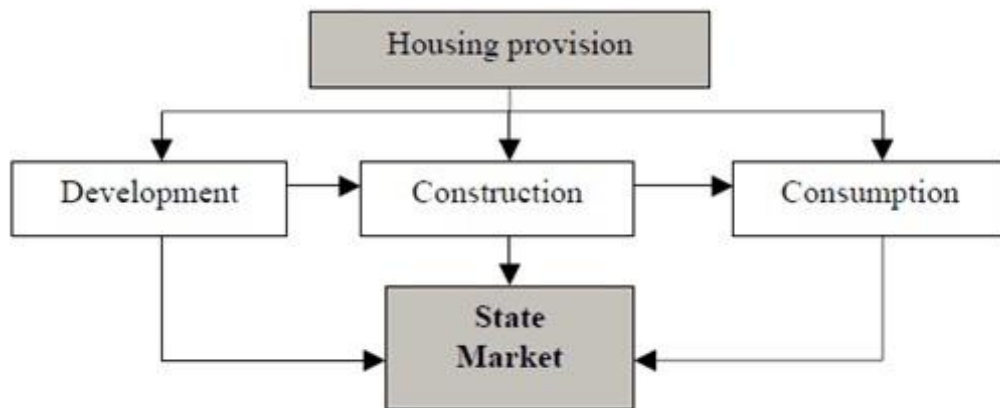 Housing provision
Development
Construction
Consumption
State
Market